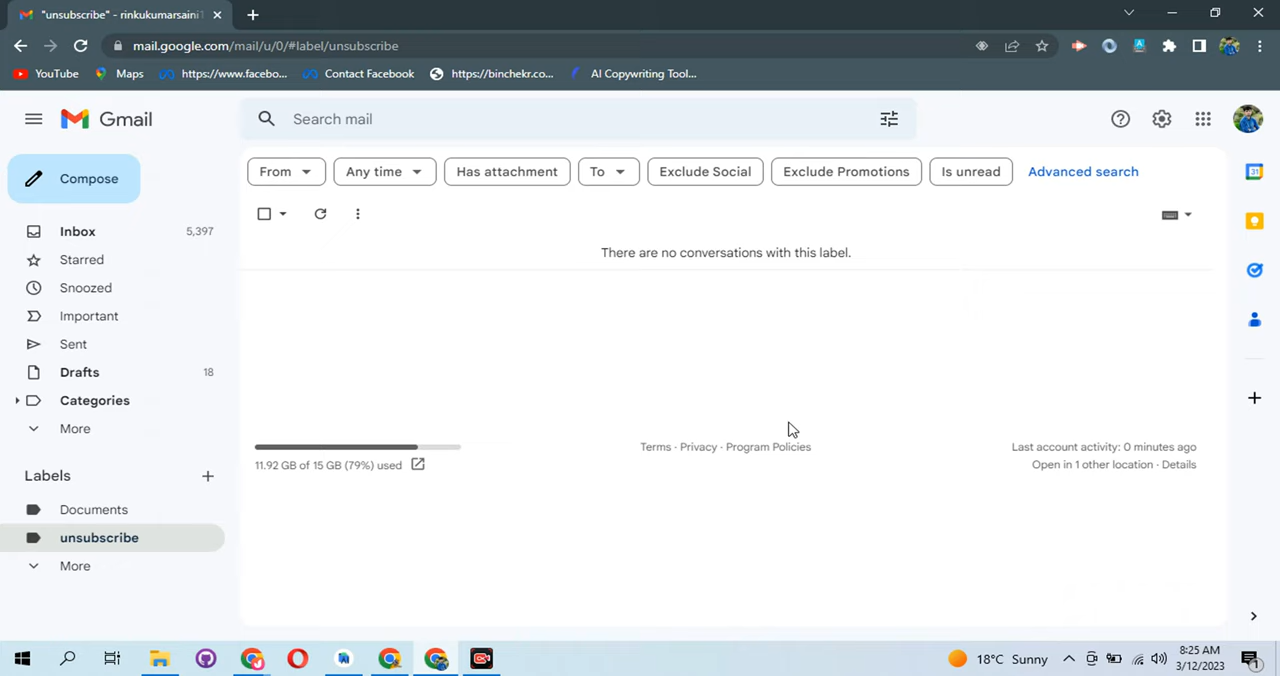 "unsubscribe" - rinkukumarsaini1
mail.google.com/mail/u/0/#label/unsubscribe
YouTube
Maps
https://www.facebo...
Contact Facebook
https://binchekr.co...
AI Copywriting Tool...
Gmail
Search mail
Compose
From
Any time
Has attachment
To
Exclude Social
Exclude Promotions
Is unread
Advanced search
Inbox 5,397
Starred
Snoozed
Important
Sent
Drafts 18
Categories
More
Labels
Documents
unsubscribe
More
There are no conversations with this label.
11.92 GB of 15 GB (79%) used
Terms · Privacy · Program Policies
Last account activity: 0 minutes ago
Open in 1 other location · Details
31
18°C Sunny
8:25 AM
3/12/2023
1